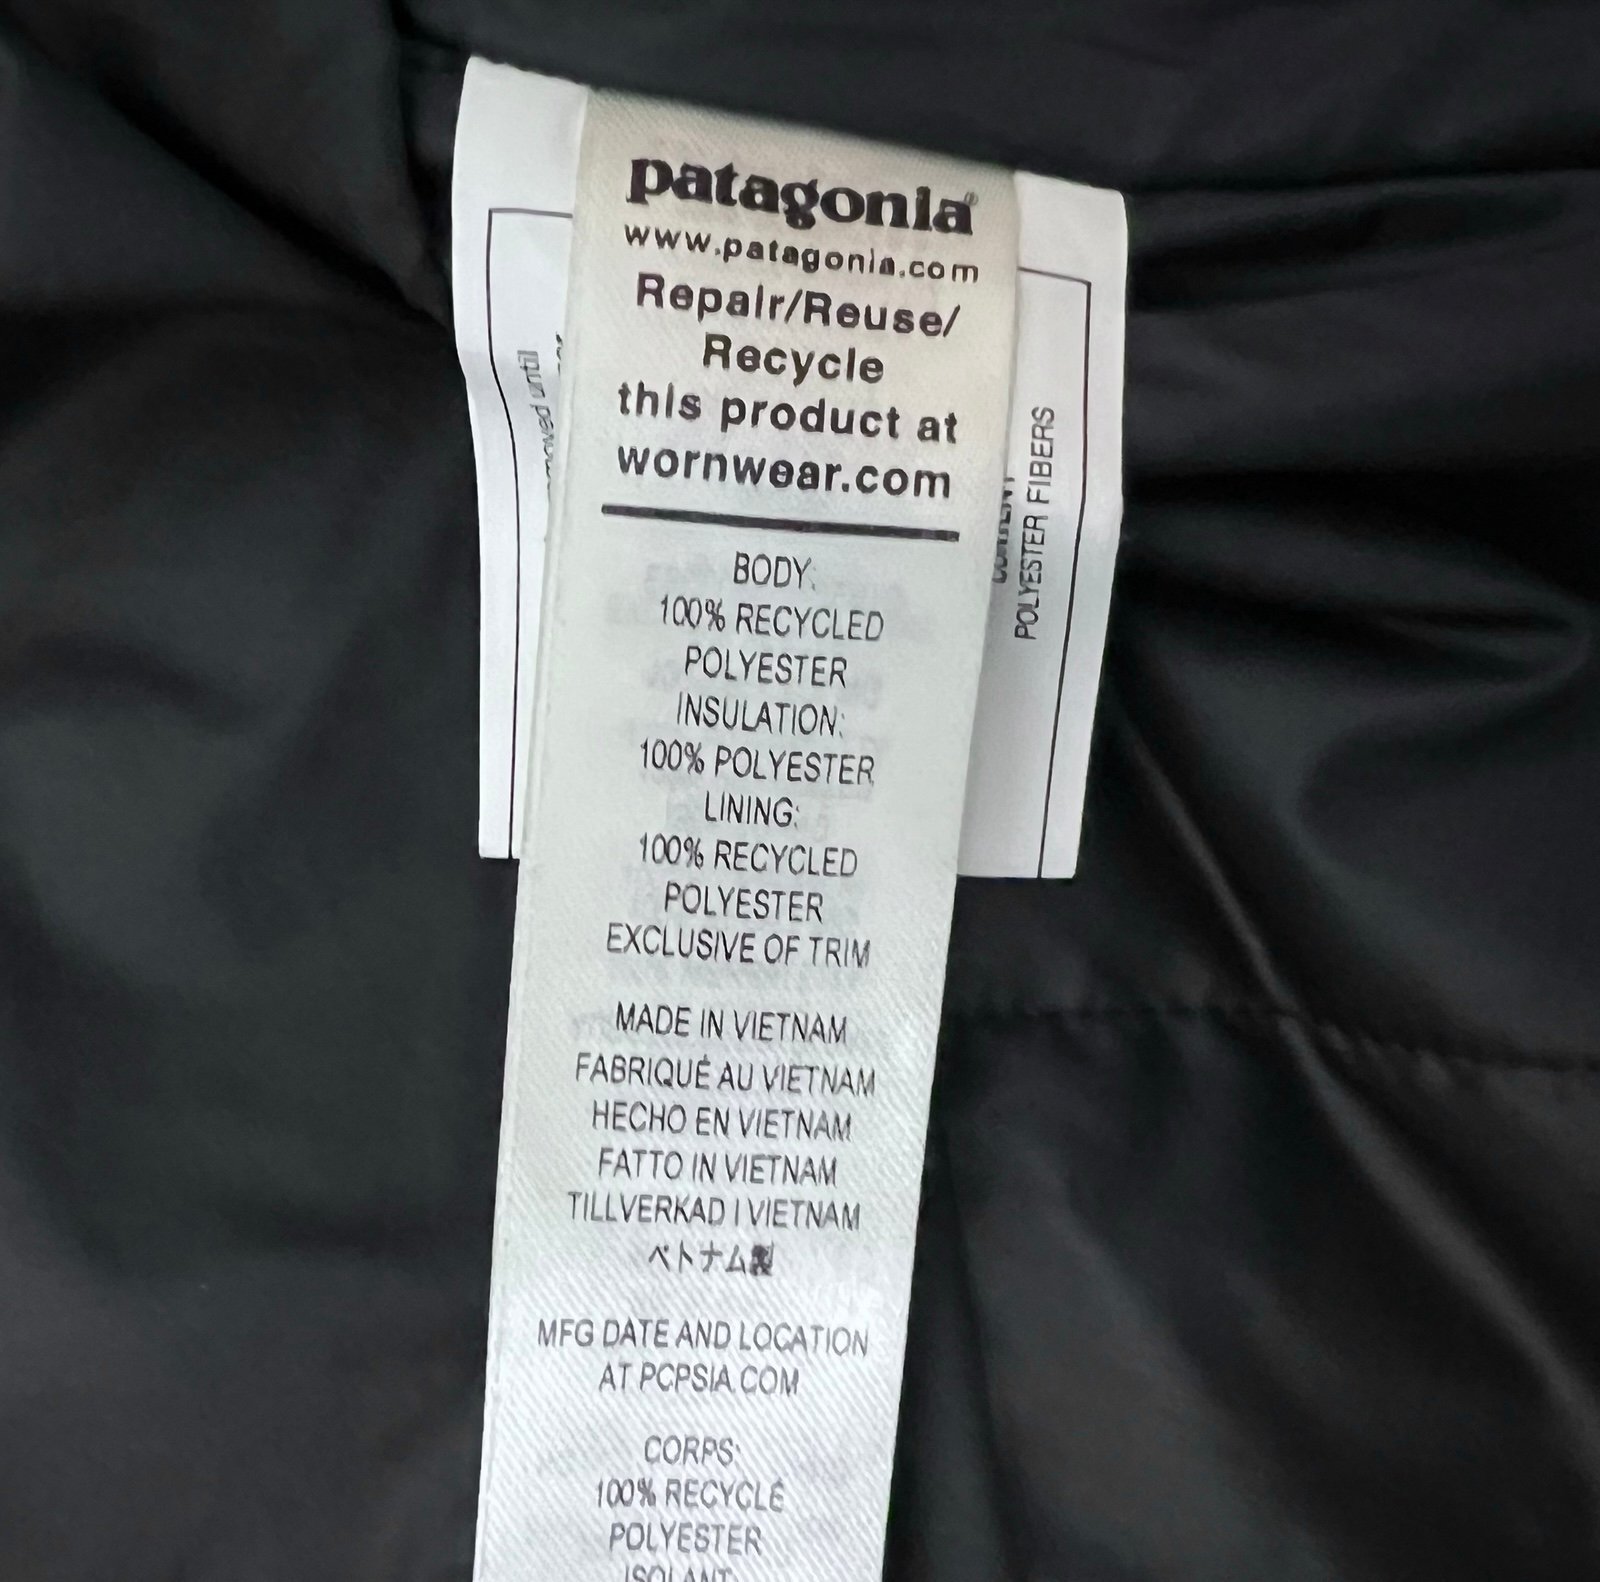 patagonia®
www.patagonia.com
Repair/Reuse/
Recycle
this product at
wornwear.com
BODY:
100% RECYCLED
POLYESTER
INSULATION:
100% POLYESTER
LINING:
100% RECYCLED
POLYESTER
EXCLUSIVE OF TRIM
MADE IN VIETNAM
FABRIQUÉ AU VIETNAM
HECHO EN VIETNAM
FATTO IN VIETNAM
TILLVERKAD I VIETNAM
ベトナム製
MFG DATE AND LOCATION
AT PCPSIA.COM
CORPS:
100% RECYCLÉ
POLYESTER
ISOLANT
until
POLYESTER FIBERS